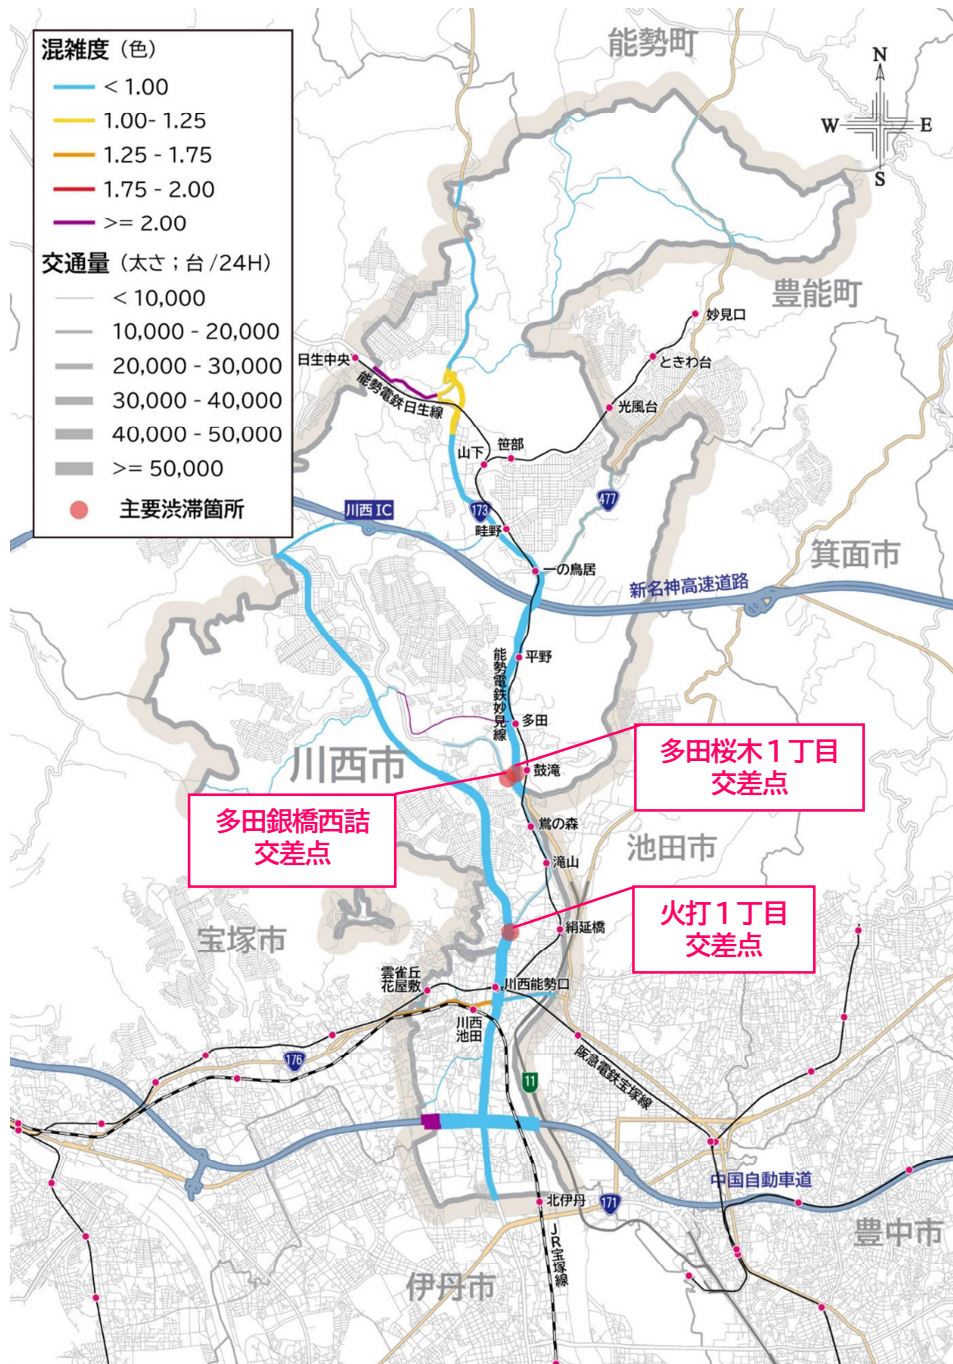 混雑度（色）
< 1.00
1.00- 1.25
1.25 - 1.75
1.75 - 2.00
>= 2.00
交通量（太さ；台/24H）
< 10,000
10,000 - 20,000
20,000 - 30,000
30,000 - 40,000
40,000 - 50,000
>= 50,000
主要渋滞箇所
能勢町
N
W
E
S
豊能町
妙見口
ときわ台
光風台
日生中央
能勢電鉄日生線
笹部
山下
川西IC
173
477
畦野
箕面市
一の鳥居
新名神高速道路
平野
能勢電鉄妙見線
多田
川西市
多田桜木１丁目
交差点
鼓滝
多田銀橋西詰
交差点
鴬の森
池田市
滝山
火打１丁目
交差点
絹延橋
宝塚市
雲雀丘
花屋敷
川西能勢口
川西
池田
176
阪急電鉄宝塚線
11
中国自動車道
171
北伊丹
JR宝塚線
豊中市
伊丹市